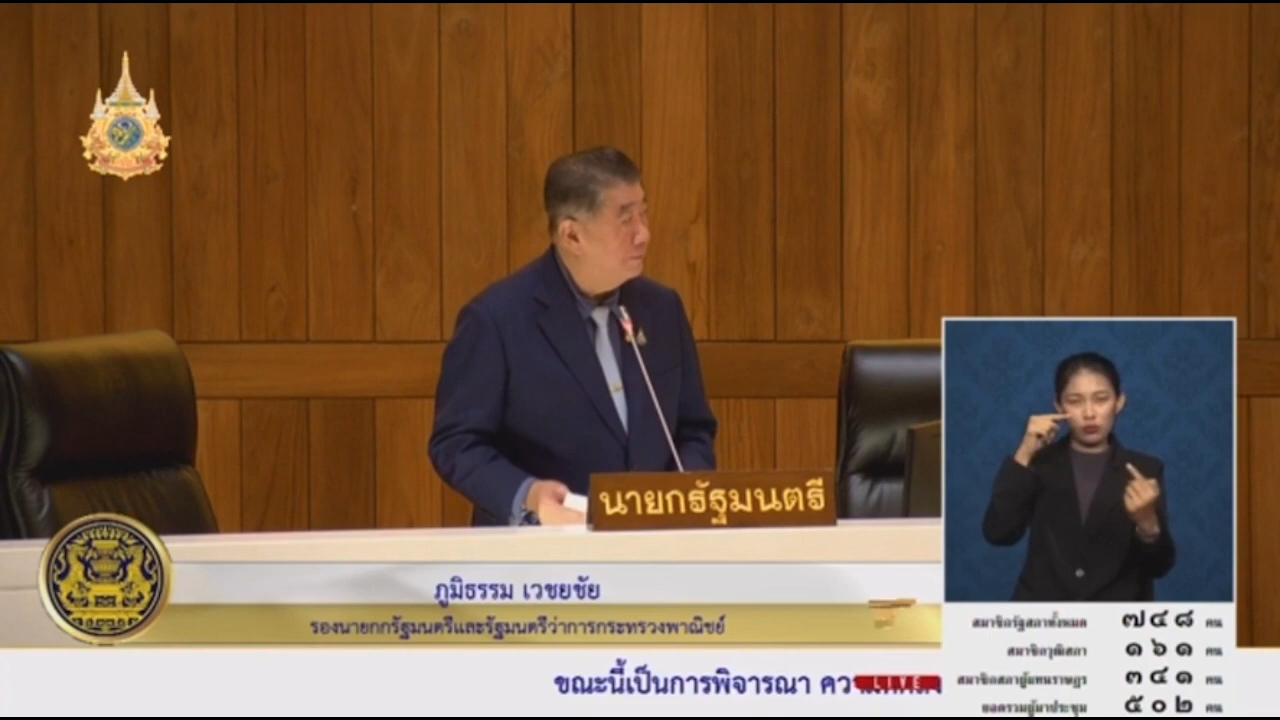 นายกรัฐมนตรี
ภูมิธรรม เวชยชัย
รองนายกกรัฐมนตรีและรัฐมนตรีว่าการกระทรวงพาณิชย์
ขณะนี้เป็นการพิจารณา
LIVE
สมาชิกรัฐสภาทั้งหมด ๗๔๘ คน
สมาชิกวุฒิสภา ๑๖๑ คน
สมาชิกสภาผู้แทนราษฎร ๓๔๑ คน
ยอดรวมผู้มาประชุม ๕๐๒ คน